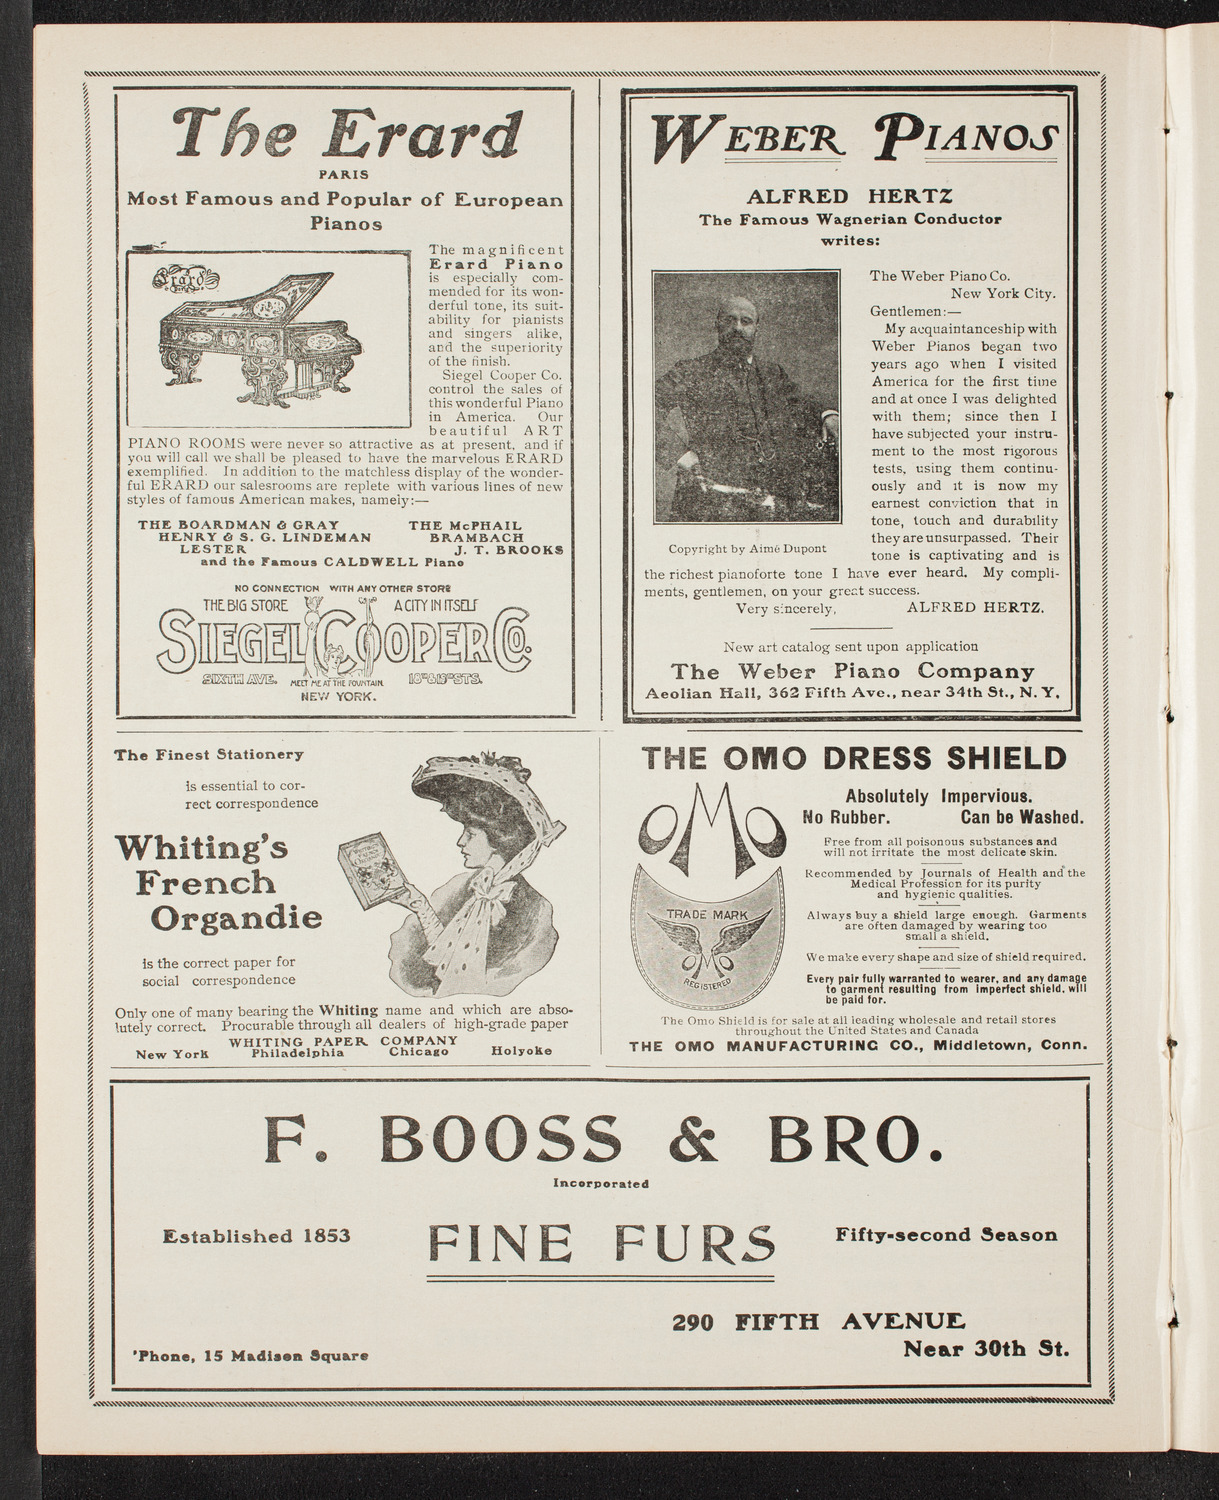 The Erard
PARIS
Most Famous and Popular of European
Pianos
Erard
The magnificent
Erard Piano
is especially com-
mended for its won-
derful tone, its suit-
ability for pianists
and singers alike,
and the superiority
of the finish.
Siegel Cooper Co.
control the sales of
this wonderful Piano
in America. Our
beautiful ART
PIANO ROOMS were never so attractive as at present, and if
you will call we shall be pleased to have the marvelous ERARD
exemplified. In addition to the matchless display of the wonder-
ful ERARD our salesrooms are replete with various lines of new
styles of famous American makes, namely:—
THE BOARDMAN & GRAY THE McPHAIL
HENRY & S. G. LINDEMAN BRAMBACH
LESTER J. T. BROOKS
and the Famous CALDWELL Piano
NO CONNECTION WITH ANY OTHER STORE
THE BIG STORE A CITY IN ITSELF
SIEGEL COOPER CO.
SIXTH AVE. MEET ME AT THE FOUNTAIN 18TH & 19TH STS.
NEW YORK.
WEBER PIANOS
ALFRED HERTZ
The Famous Wagnerian Conductor
writes:
The Weber Piano Co.
New York City.
Gentlemen:—
My acquaintanceship with
Weber Pianos began two
years ago when I visited
America for the first time
and at once I was delighted
with them; since then I
have subjected your instru-
ment to the most rigorous
tests, using them continu-
ously and it is now my
earnest conviction that in
tone, touch and durability
they are unsurpassed. Their
tone is captivating and is
Copyright by Aimé Dupont
the richest pianoforte tone I have ever heard. My compli-
ments, gentlemen, on your great success.
Very sincerely, ALFRED HERTZ.
New art catalog sent upon application
The Weber Piano Company
Aeolian Hall, 362 Fifth Ave., near 34th St., N. Y.
The Finest Stationery
is essential to cor-
rect correspondence
Whiting's
French
Organdie
is the correct paper for
social correspondence
Only one of many bearing the Whiting name and which are abso-
lutely correct. Procurable through all dealers of high-grade paper
WHITING PAPER COMPANY
New York Philadelphia Chicago Holyoke
THE OMO DRESS SHIELD
OMO
TRADE MARK
OMO
REGISTERED
Absolutely Impervious.
No Rubber. Can be Washed.
Free from all poisonous substances and
will not irritate the most delicate skin.
Recommended by Journals of Health and the
Medical Profession for its purity
and hygienic qualities.
Always buy a shield large enough. Garments
are often damaged by wearing too
small a shield.
We make every shape and size of shield required.
Every pair fully warranted to wearer, and any damage
to garment resulting from imperfect shield, will
be paid for.
The Omo Shield is for sale at all leading wholesale and retail stores
throughout the United States and Canada
THE OMO MANUFACTURING CO., Middletown, Conn.
F. BOOSS & BRO.
Incorporated
Established 1853 FINE FURS Fifty-second Season
290 FIFTH AVENUE
Near 30th St.
'Phone, 15 Madison Square